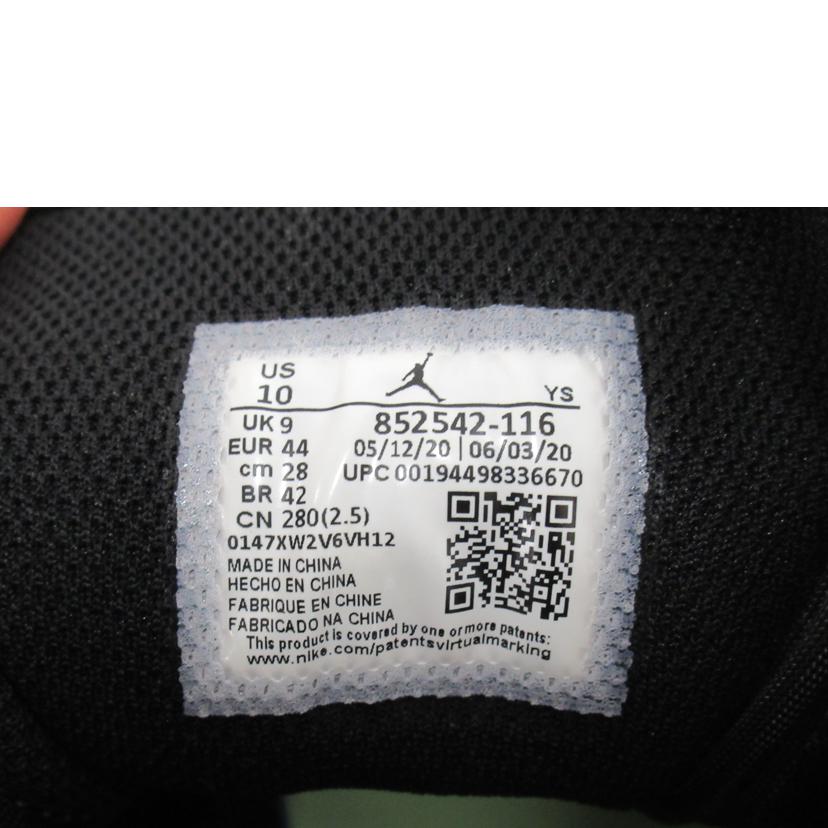 US
10
YS
UK 9
852542-116
EUR 44
05/12/20 | 06/03/20
cm 28
UPC 00194498336670
BR 42
CN 280(2.5)
0147XW2V6VH12
MADE IN CHINA
HECHO EN CHINA
FABRIQUE EN CHINE
FABRICADO NA CHINA
This product is covered by one or more patents:
www.nike.com/patentsvirtualmarking